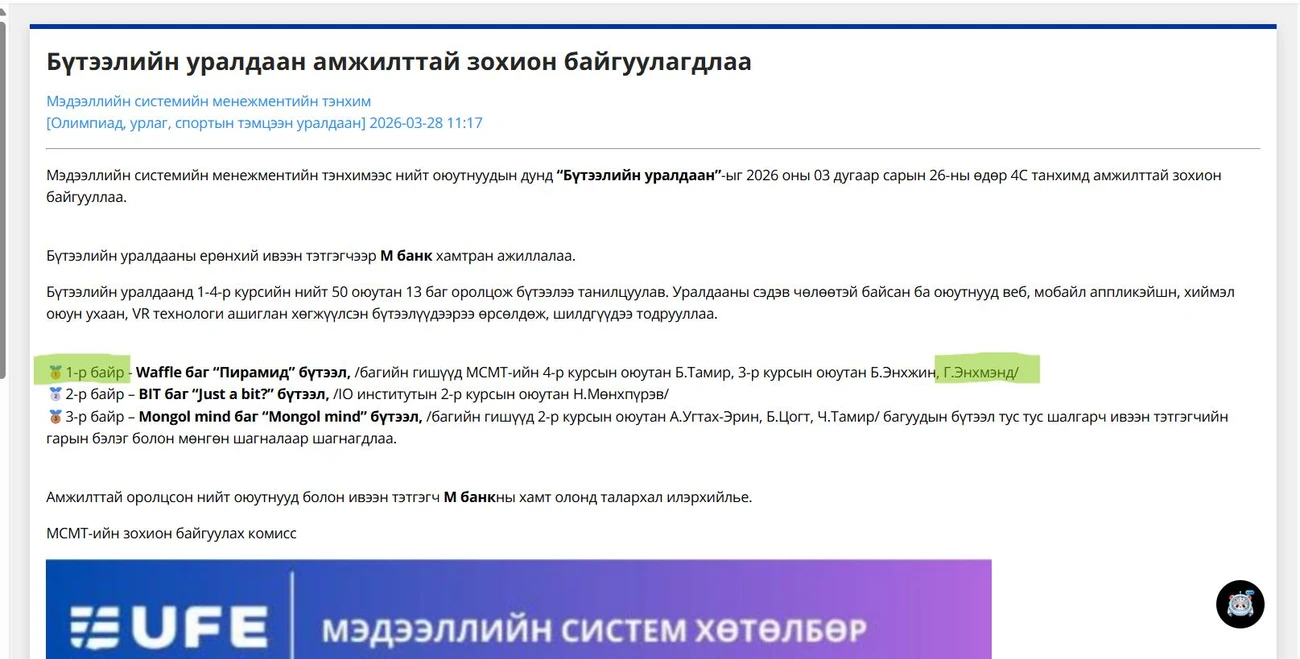 Бүтээлийн уралдаан амжилттай зохион байгуулагдлаа
Мэдээллийн системийн менежментийн тэнхим
[Олимпиад, урлаг, спортын тэмцээн уралдаан] 2026-03-28 11:17
Мэдээллийн системийн менежментийн тэнхимээс нийт оюутнуудын дунд “Бүтээлийн уралдаан”-ыг 2026 оны 03 дугаар сарын 26-ны өдөр 4С танхимд амжилттай зохион
байгууллаа.
Бүтээлийн уралдааны ерөнхий ивээн тэтгэгчээр М банк хамтран ажиллалаа.
Бүтээлийн уралдаанд 1-4-р курсийн нийт 50 оюутан 13 баг оролцож бүтээлээ танилцуулав. Уралдааны сэдэв чөлөөтэй байсан ба оюутнууд веб, мобайл аппликэйшн, хиймэл
оюун ухаан, VR технологи ашиглан хөгжүүлсэн бүтээлүүдээрээ өрсөлдөж, шилдгүүдээ тодрууллаа.
🥇1-р байр - Waffle баг “Пирамид” бүтээл, /багийн гишүүд МСМТ-ийн 4-р курсын оюутан Б.Тамир, 3-р курсын оюутан Б.Энхжин, Г.Энхмэнд/
🥈2-р байр – BIT баг “Just a bit?” бүтээл, /IO институтын 2-р курсын оюутан Н.Мөнхпүрэв/
🥉3-р байр – Mongol mind баг “Mongol mind” бүтээл, /багийн гишүүд 2-р курсын оюутан А.Угтах-Эрин, Б.Цогт, Ч.Тамир/ багуудын бүтээл тус тус шалгарч ивээн тэтгэгчийн
гарын бэлэг болон мөнгөн шагналаар шагнагдлаа.
Амжилттай оролцсон нийт оюутнууд болон ивээн тэтгэгч М банкны хамт олонд талархал илэрхийлье.
МСМТ-ийн зохион байгуулах комисс
UFE МЭДЭЭЛЛИЙН СИСТЕМ ХӨТӨЛБӨР